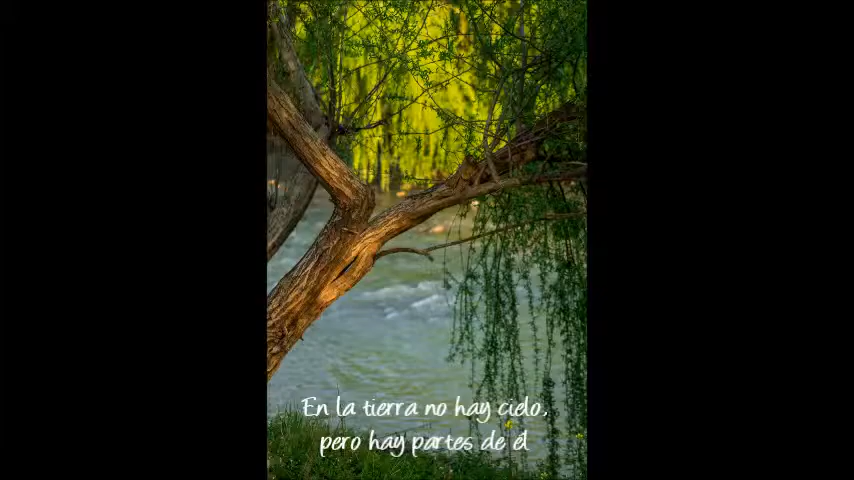 En la tierra no hay cielo,
pero hay partes de él